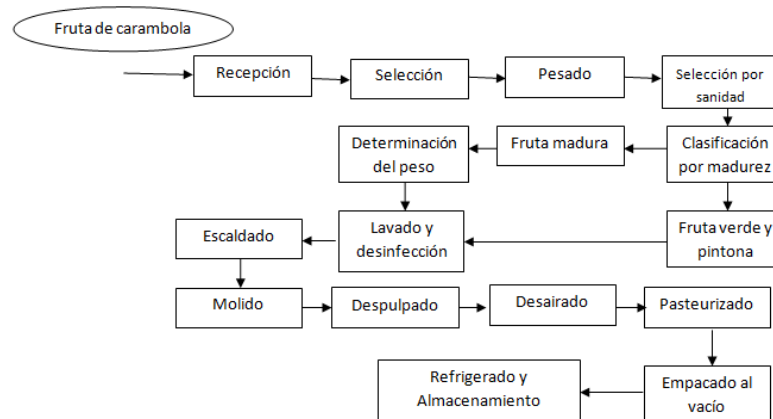 Fruta de carambola
Recepción
Selección
Pesado
Selección por
sanidad
Determinación
del peso
Fruta madura
Clasificación
por madurez
Escaldado
Lavado y
desinfección
Fruta verde y
pintona
Molido
Despulpado
Desairado
Pasteurizado
Refrigerado y
Almacenamiento
Empacado al
vacío